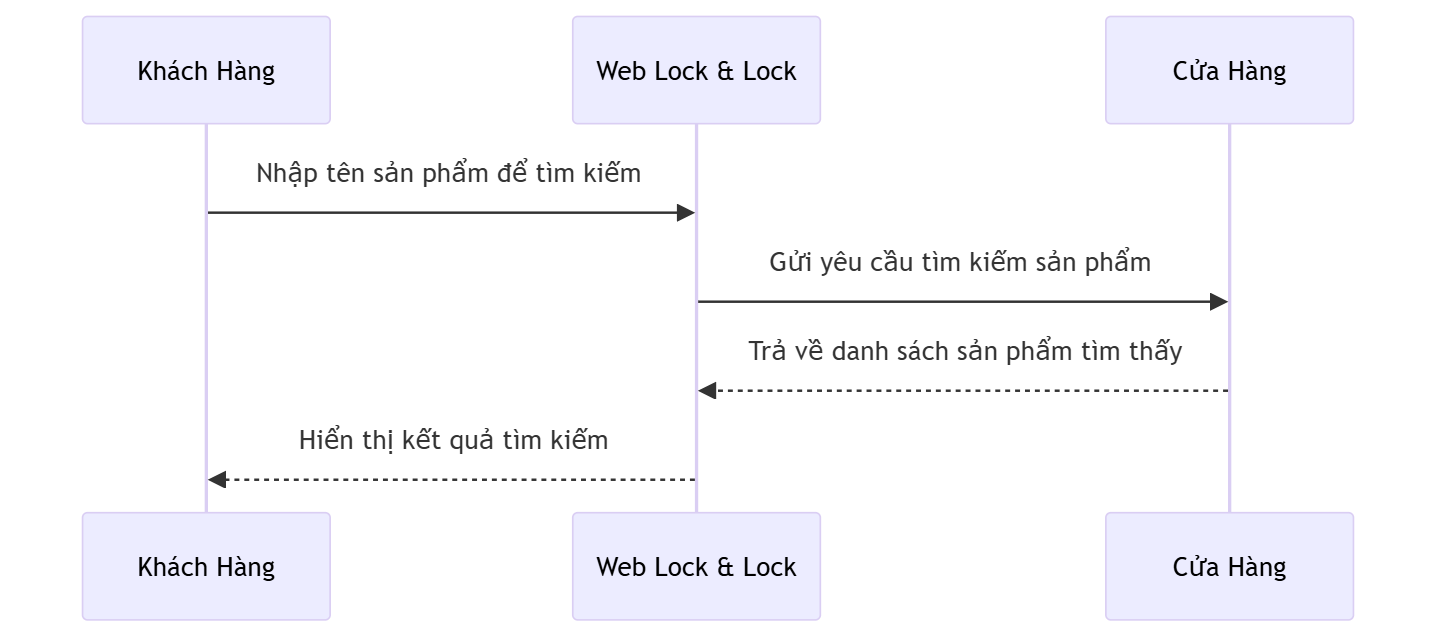 Khách Hàng
Web Lock & Lock
Cửa Hàng
Nhập tên sản phẩm để tìm kiếm
Gửi yêu cầu tìm kiếm sản phẩm
Trả về danh sách sản phẩm tìm thấy
Hiển thị kết quả tìm kiếm
Khách Hàng
Web Lock & Lock
Cửa Hàng